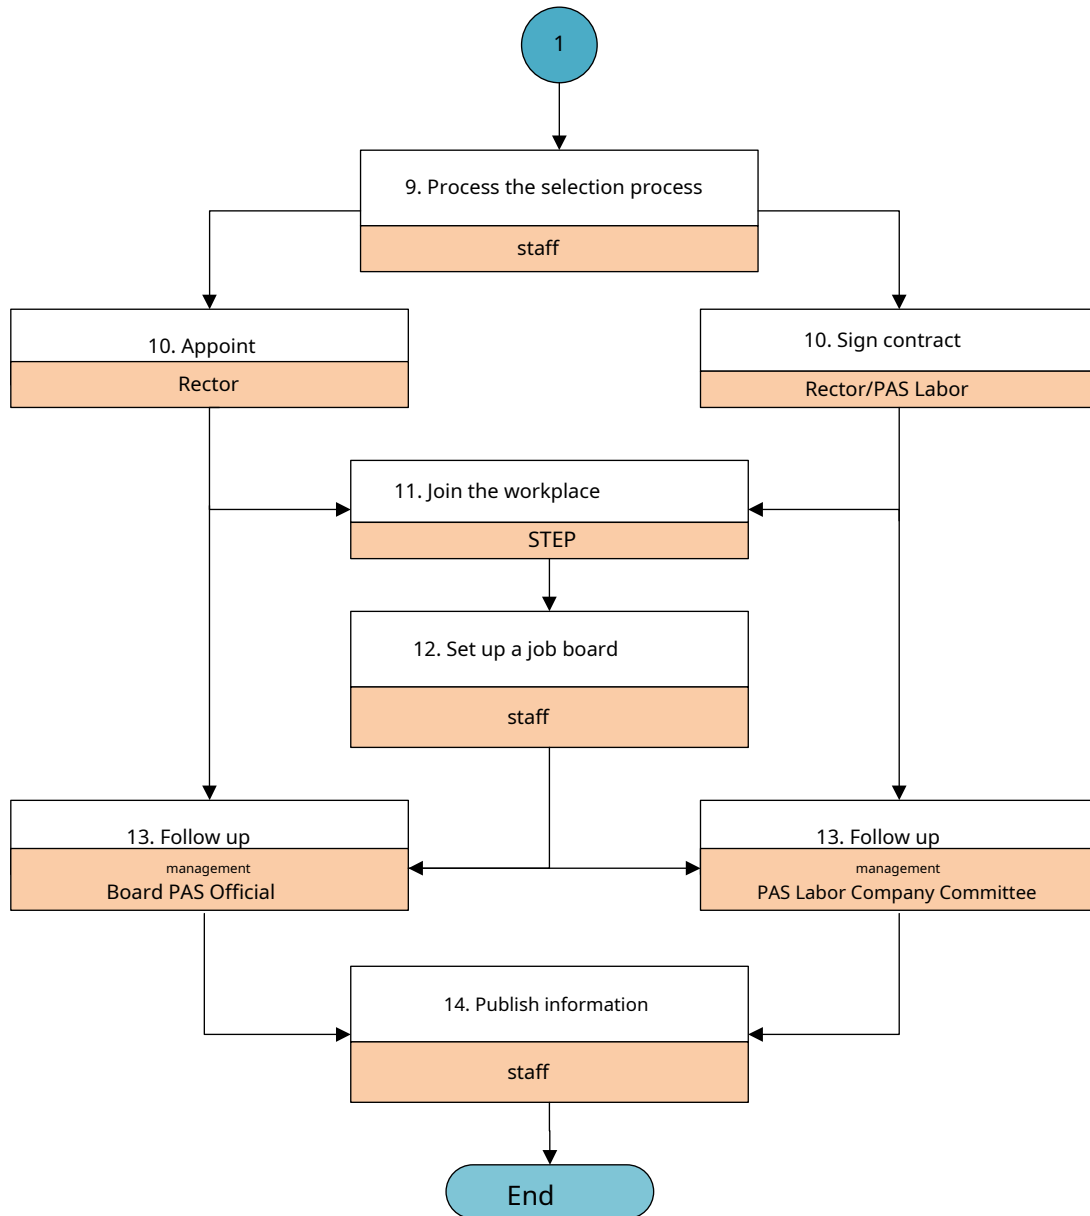 1
9. Process the selection process
staff
10. Appoint
Rector
10. Sign contract
Rector/PAS Labor
11. Join the workplace
STEP
12. Set up a job board
staff
13. Follow up
management
Board PAS Official
13. Follow up
management
PAS Labor Company Committee
14. Publish information
staff
End